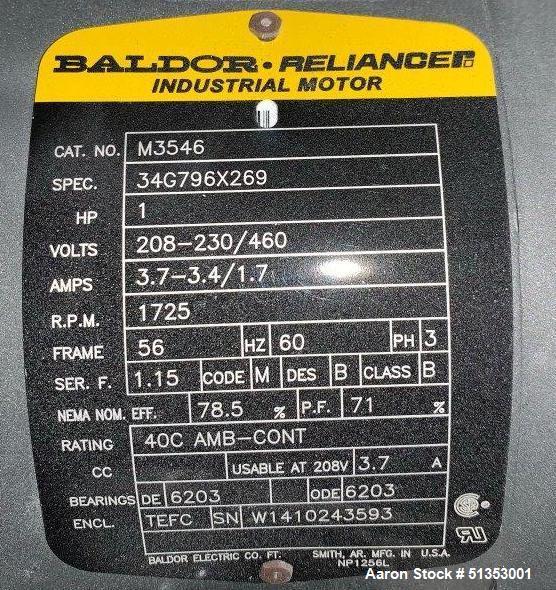 BALDOR • RELIANCER
INDUSTRIAL MOTOR
CAT. NO. M3546
SPEC. 34G796X269
HP 1
VOLTS 208-230/460
AMPS 3.7-3.4/1.7
R.P.M. 1725
FRAME 56 HZ 60 PH 3
SER. F. 1.15 CODE M DES B CLASS B
NEMA NOM. EFF. 78.5 % P.F. 71 %
RATING 40C AMB-CONT
CC USABLE AT 208V 3.7 A
BEARINGS DE 6203 ODE 6203
ENCL. TEFC SN W1410243593
BALDOR ELECTRIC CO. FT. SMITH, AR. MFG. IN U.S.A.
NP1256L
Aaron Stock # 51353001